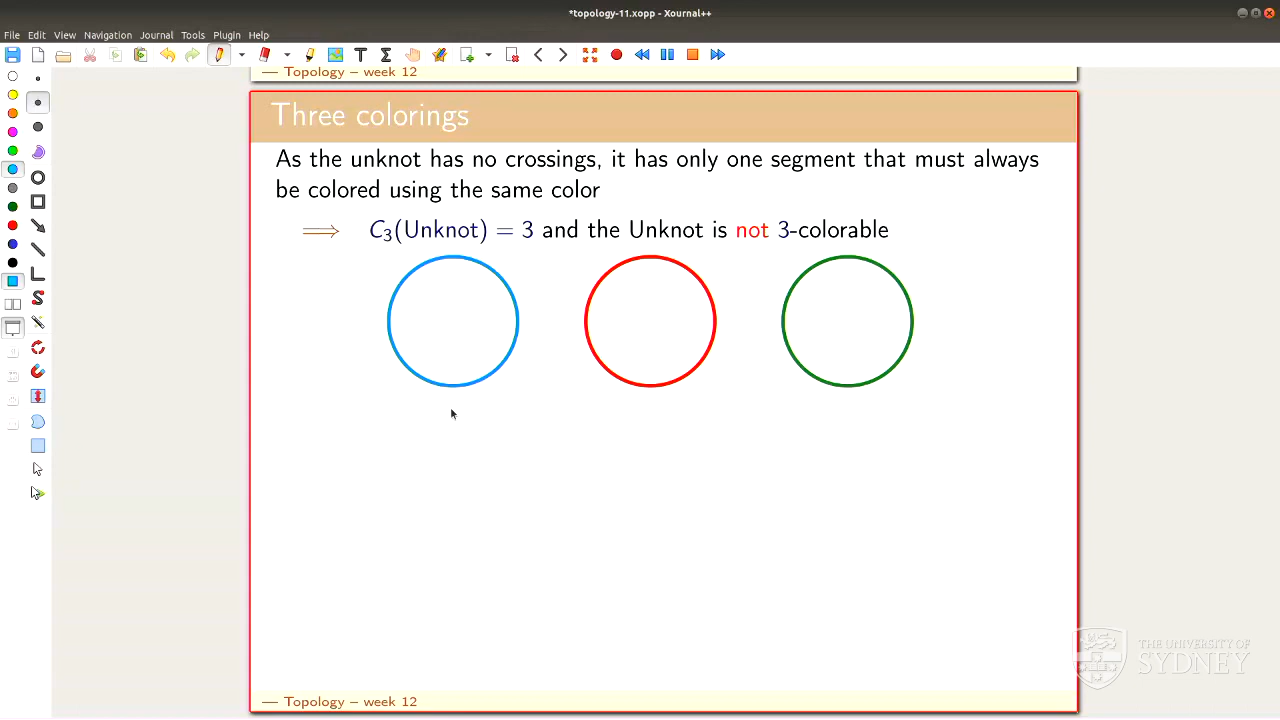 *topology-11.xopp - Xournal++
File Edit View Navigation Journal Tools Plugin Help
— Topology – week 12
Three colorings
As the unknot has no crossings, it has only one segment that must always
be colored using the same color
⟹ C₃(Unknot) = 3 and the Unknot is not 3-colorable
THE UNIVERSITY OF
SYDNEY
— Topology – week 12